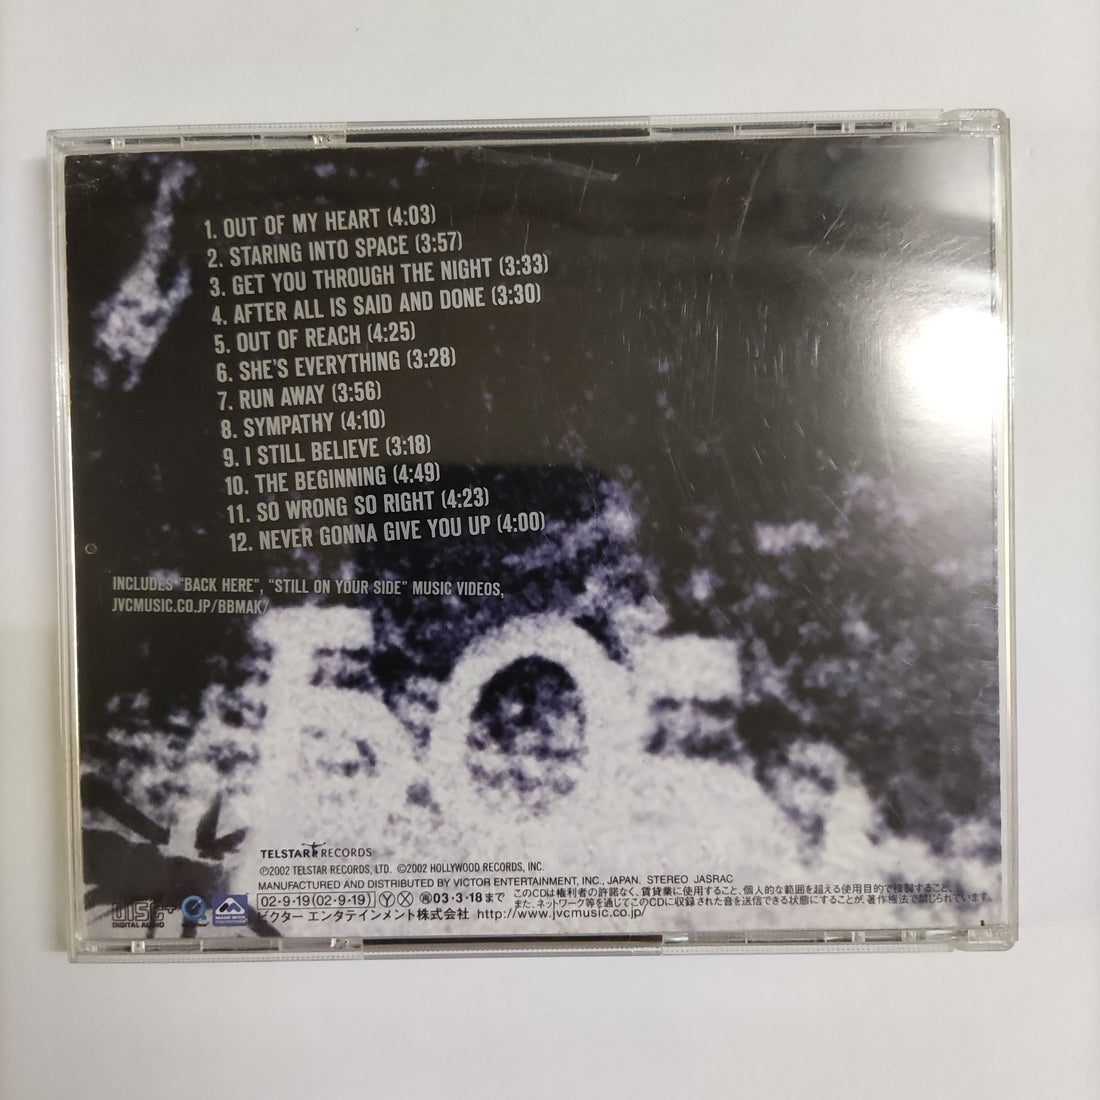 1. OUT OF MY HEART (4:03)
2. STARING INTO SPACE (3:57)
3. GET YOU THROUGH THE NIGHT (3:33)
4. AFTER ALL IS SAID AND DONE (3:30)
5. OUT OF REACH (4:25)
6. SHE'S EVERYTHING (3:28)
7. RUN AWAY (3:56)
8. SYMPATHY (4:10)
9. I STILL BELIEVE (3:18)
10. THE BEGINNING (4:49)
11. SO WRONG SO RIGHT (4:23)
12. NEVER GONNA GIVE YOU UP (4:00)
INCLUDES "BACK HERE", "STILL ON YOUR SIDE" MUSIC VIDEOS,
JVCMUSIC.CO.JP/BBMAK/
TELSTAR RECORDS
℗2002 TELSTAR RECORDS, LTD. ©2002 HOLLYWOOD RECORDS, INC.
MANUFACTURED AND DISTRIBUTED BY VICTOR ENTERTAINMENT, INC., JAPAN. STEREO JASRAC
02・9・19(02・9・19) Y X 再 03・3・18まで
このCDは権利者の許諾なく、賃貸業に使用すること、個人的な範囲を超える使用目的で複製すること、
また、ネットワーク等を通じてこのCDに収録された音を送信できる状態にすることが、著作権法で禁じられています。
ビクター エンタテインメント株式会社 http://www.jvcmusic.co.jp/
DIGITAL AUDIO